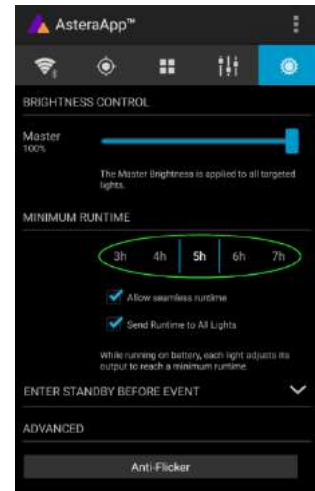 AsteraApp™
BRIGHTNESS CONTROL
Master
100%
The Master Brightness is applied to all targeted
lights.
MINIMUM RUNTIME
3h 4h 5h 6h 7h
Allow seamless runtime
Send Runtime to All Lights
While running on battery, each light adjusts its
output to reach a minimum runtime.
ENTER STANDBY BEFORE EVENT
ADVANCED
Anti-Flicker